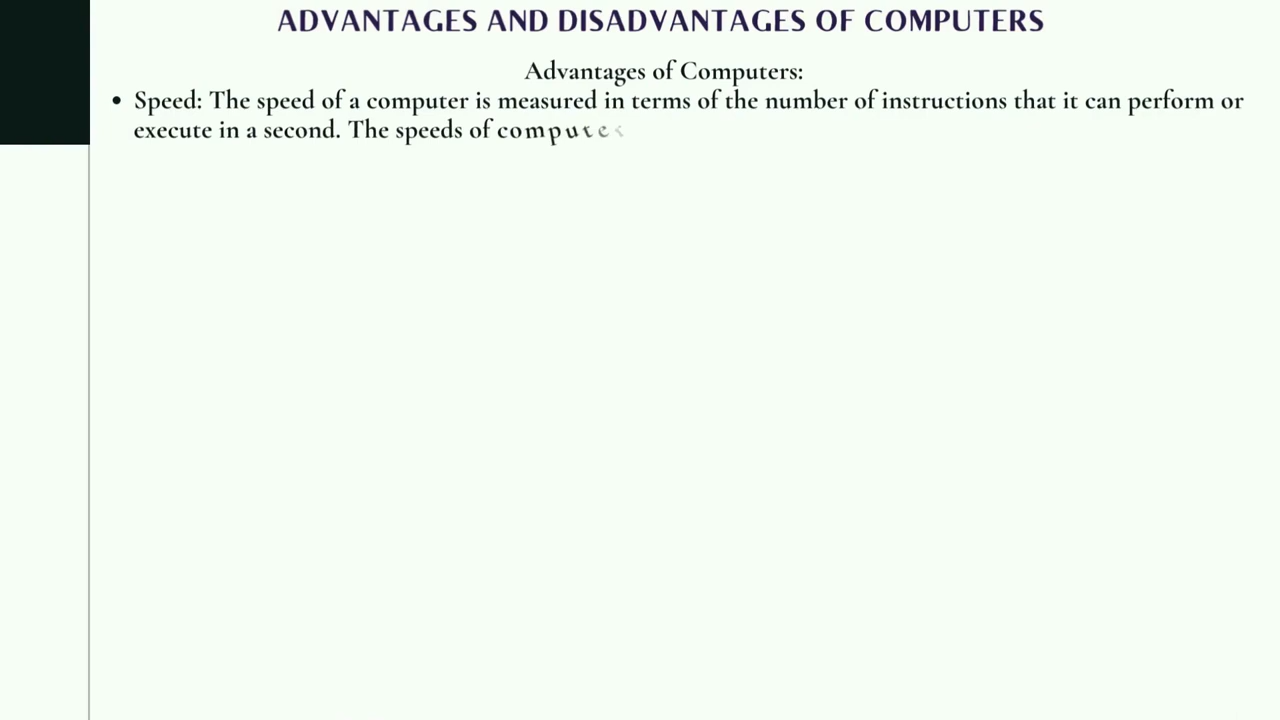 ADVANTAGES AND DISADVANTAGES OF COMPUTERS
Advantages of Computers:
• Speed: The speed of a computer is measured in terms of the number of instructions that it can perform or
execute in a second. The speeds of compute